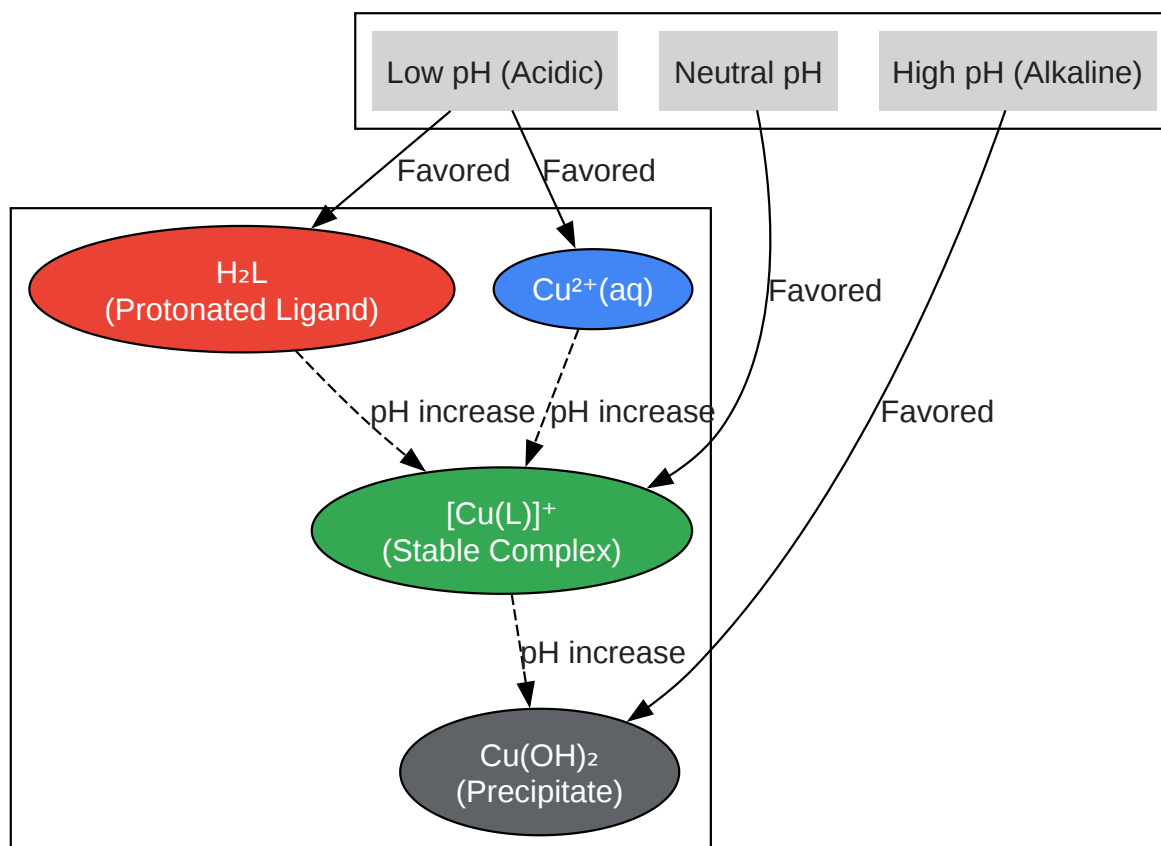 Low pH (Acidic)
Neutral pH
High pH (Alkaline)
Favored
Favored
H₂L
(Protonated Ligand)
Cu²⁺(aq)
Favored
pH increase
pH increase
Favored
[Cu(L)]⁺
(Stable Complex)
pH increase
Cu(OH)₂
(Precipitate)